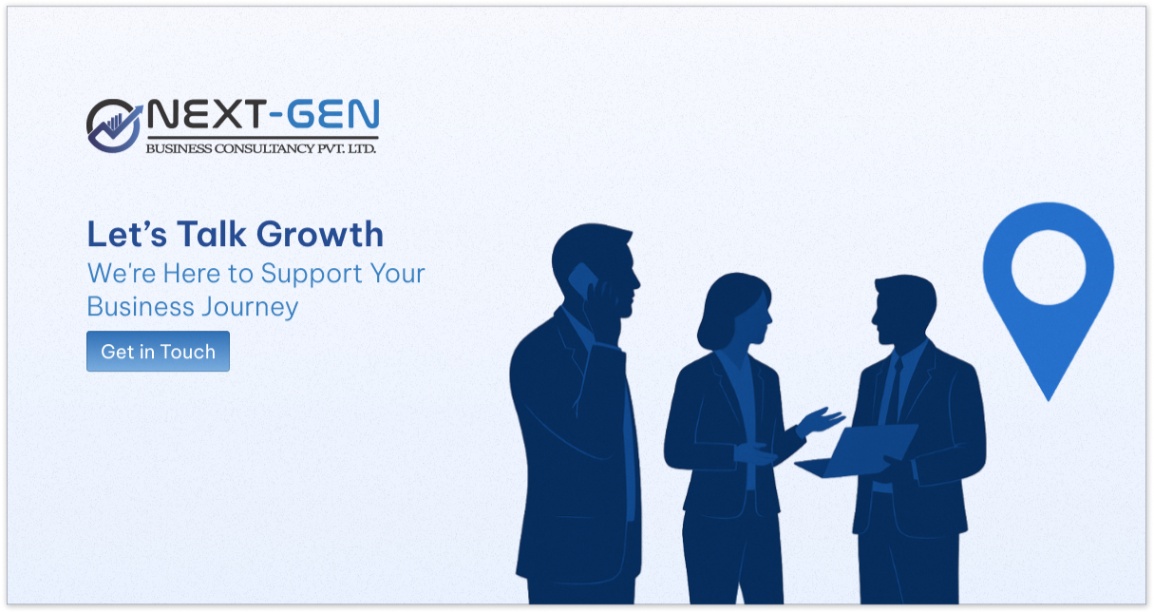 NEXT-GEN
BUSINESS CONSULTANCY PVT. LTD.
Let’s Talk Growth
We're Here to Support Your
Business Journey
Get in Touch